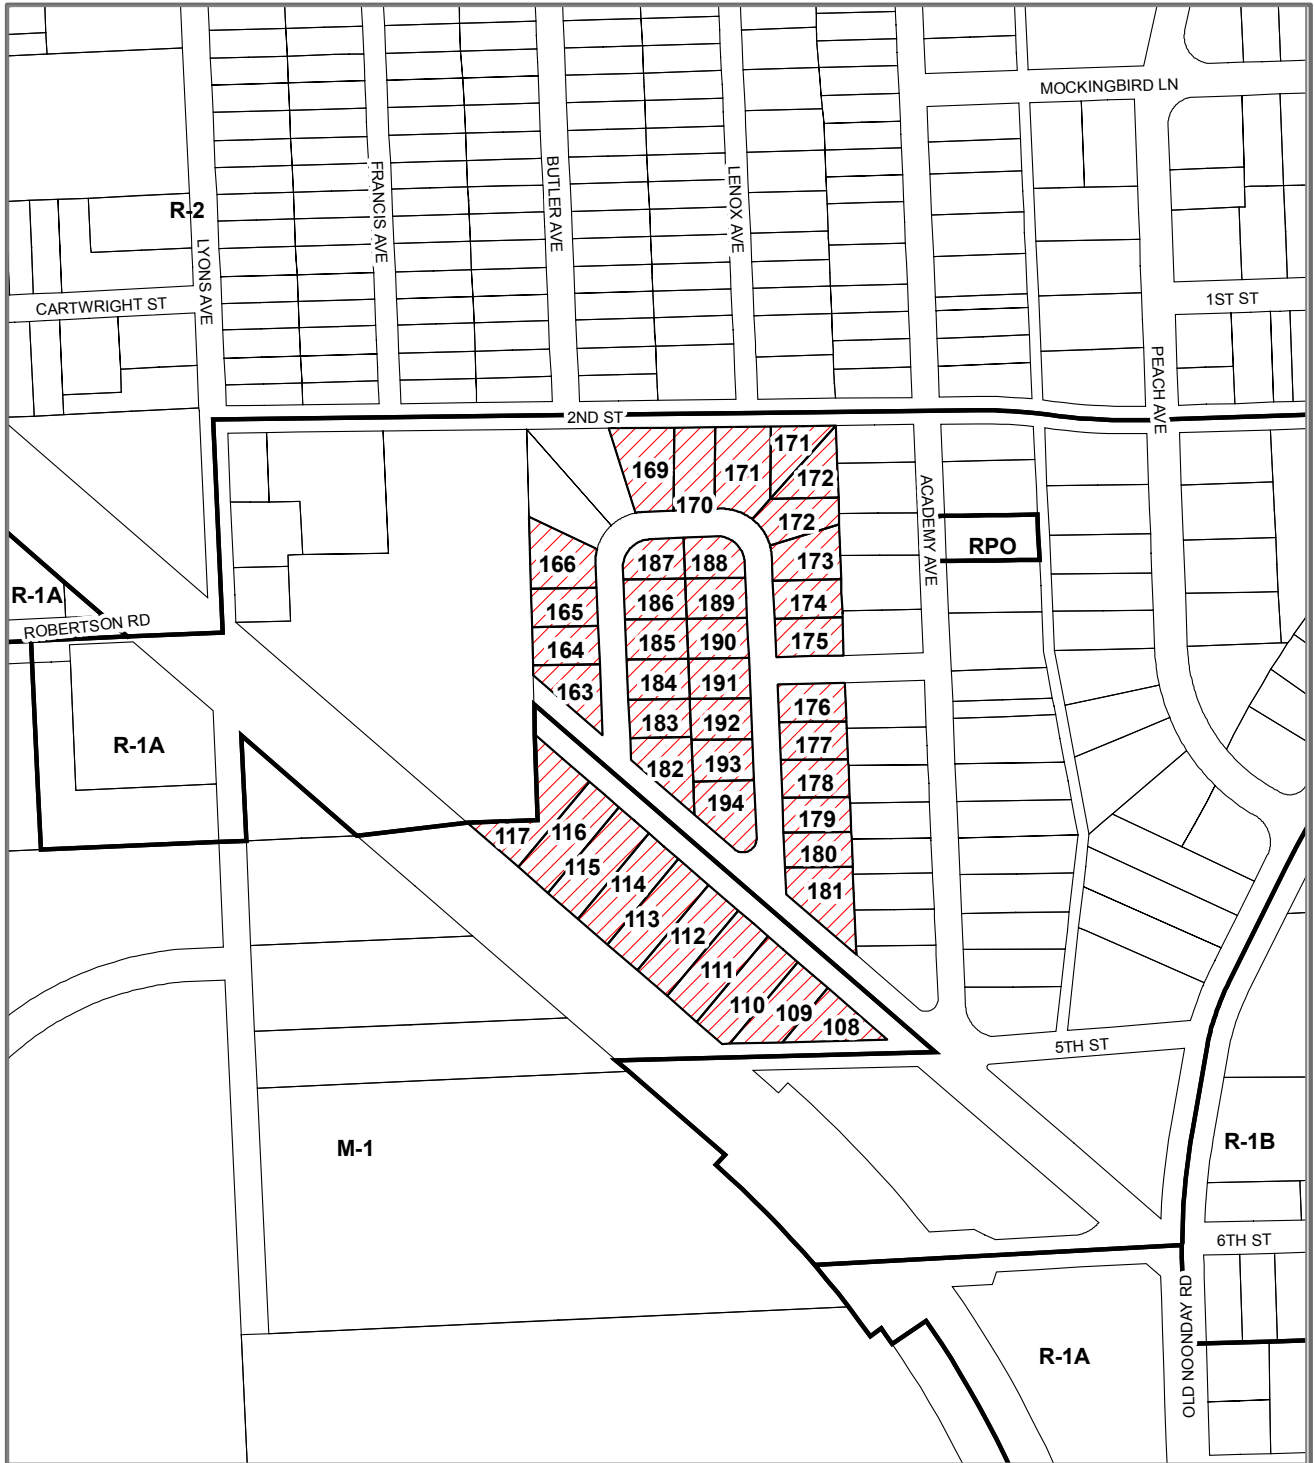 MOCKINGBIRD LN
FRANCIS AVE
BUTLER AVE
LENOX AVE
R-2
LYONS AVE
CARTWRIGHT ST
1ST ST
PEACH AVE
2ND ST
171
169
171
172
170
172
ACADEMY AVE
RPO
166
187
188
173
R-1A
165
186
189
174
ROBERTSON RD
164
185
190
175
163
184
191
176
183
192
R-1A
177
182
193
178
194
179
117
116
180
115
114
181
113
112
111
110
109
108
5TH ST
M-1
R-1B
6TH ST
OLD NOONDAY RD
R-1A